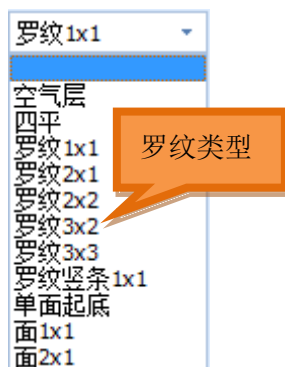 罗纹1x1
空气层
四平
罗纹1x1
罗纹2x1
罗纹2x2
罗纹3x2
罗纹3x3
罗纹竖条1x1
单面起底
面1x1
面2x1
罗纹类型